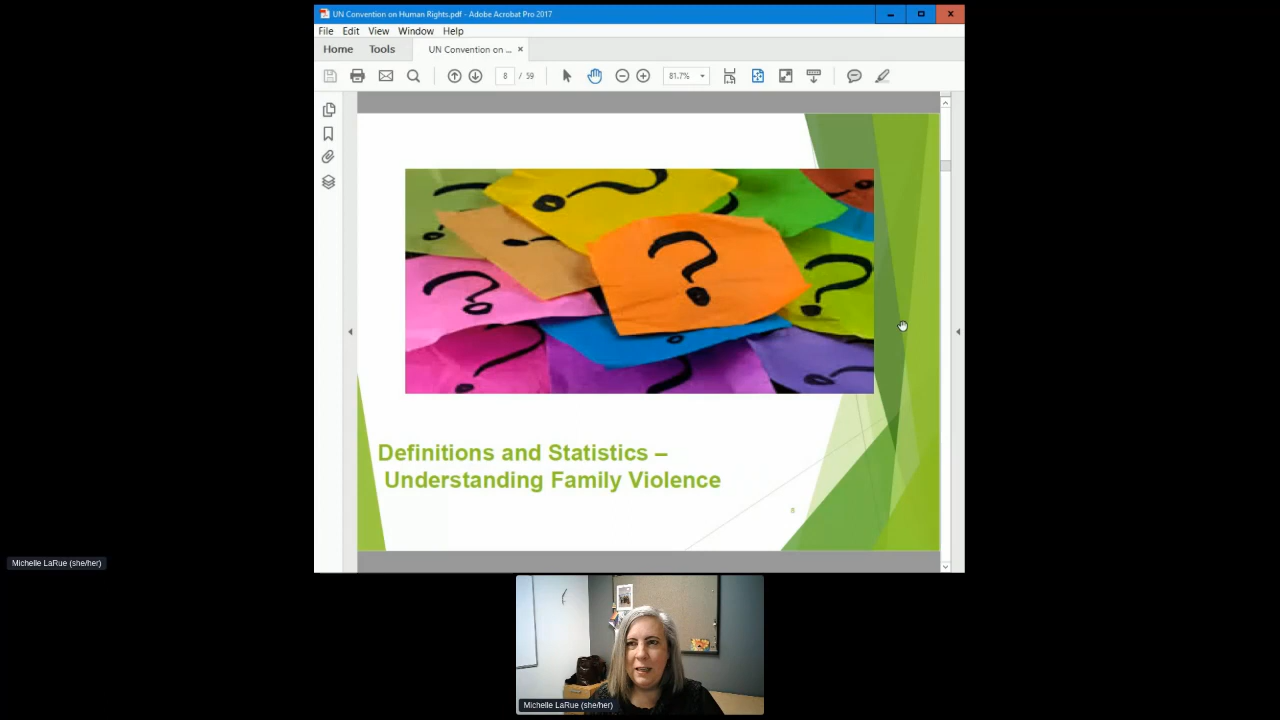 UN Convention on Human Rights.pdf - Adobe Acrobat Pro 2017
File Edit View Window Help
Home Tools UN Convention on ... ×
8 / 59 81.7%
? ? ? ? ? ? ?
Definitions and Statistics –
Understanding Family Violence
8
Michelle LaRue (she/her)
Michelle LaRue (she/her)